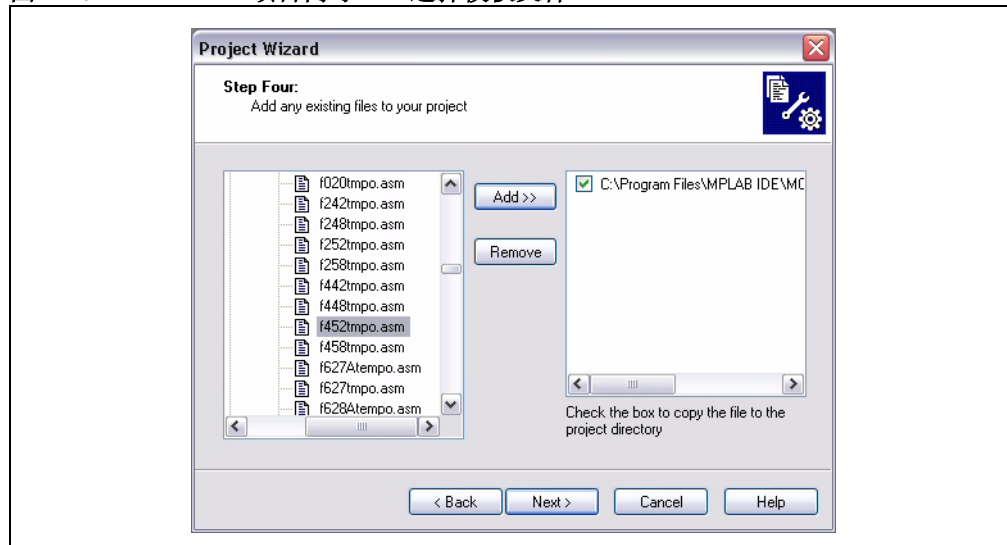 Project Wizard
Step Four:
Add any existing files to your project
f020tmpo.asm
f242tmpo.asm
f248tmpo.asm
f252tmpo.asm
f258tmpo.asm
f442tmpo.asm
f448tmpo.asm
f452tmpo.asm
f458tmpo.asm
f627Atempo.asm
f627tmpo.asm
f628Atempo.asm
Add >>
Remove
C:\Program Files\MPLAB IDE\MC
Check the box to copy the file to the
project directory
< Back
Next >
Cancel
Help